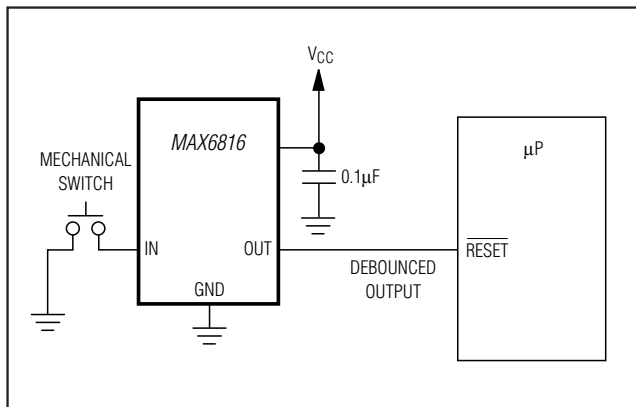 VCC
MAX6816
μP
MECHANICAL
SWITCH
0.1μF
IN
OUT
RESET
DEBOUNCED
OUTPUT
GND